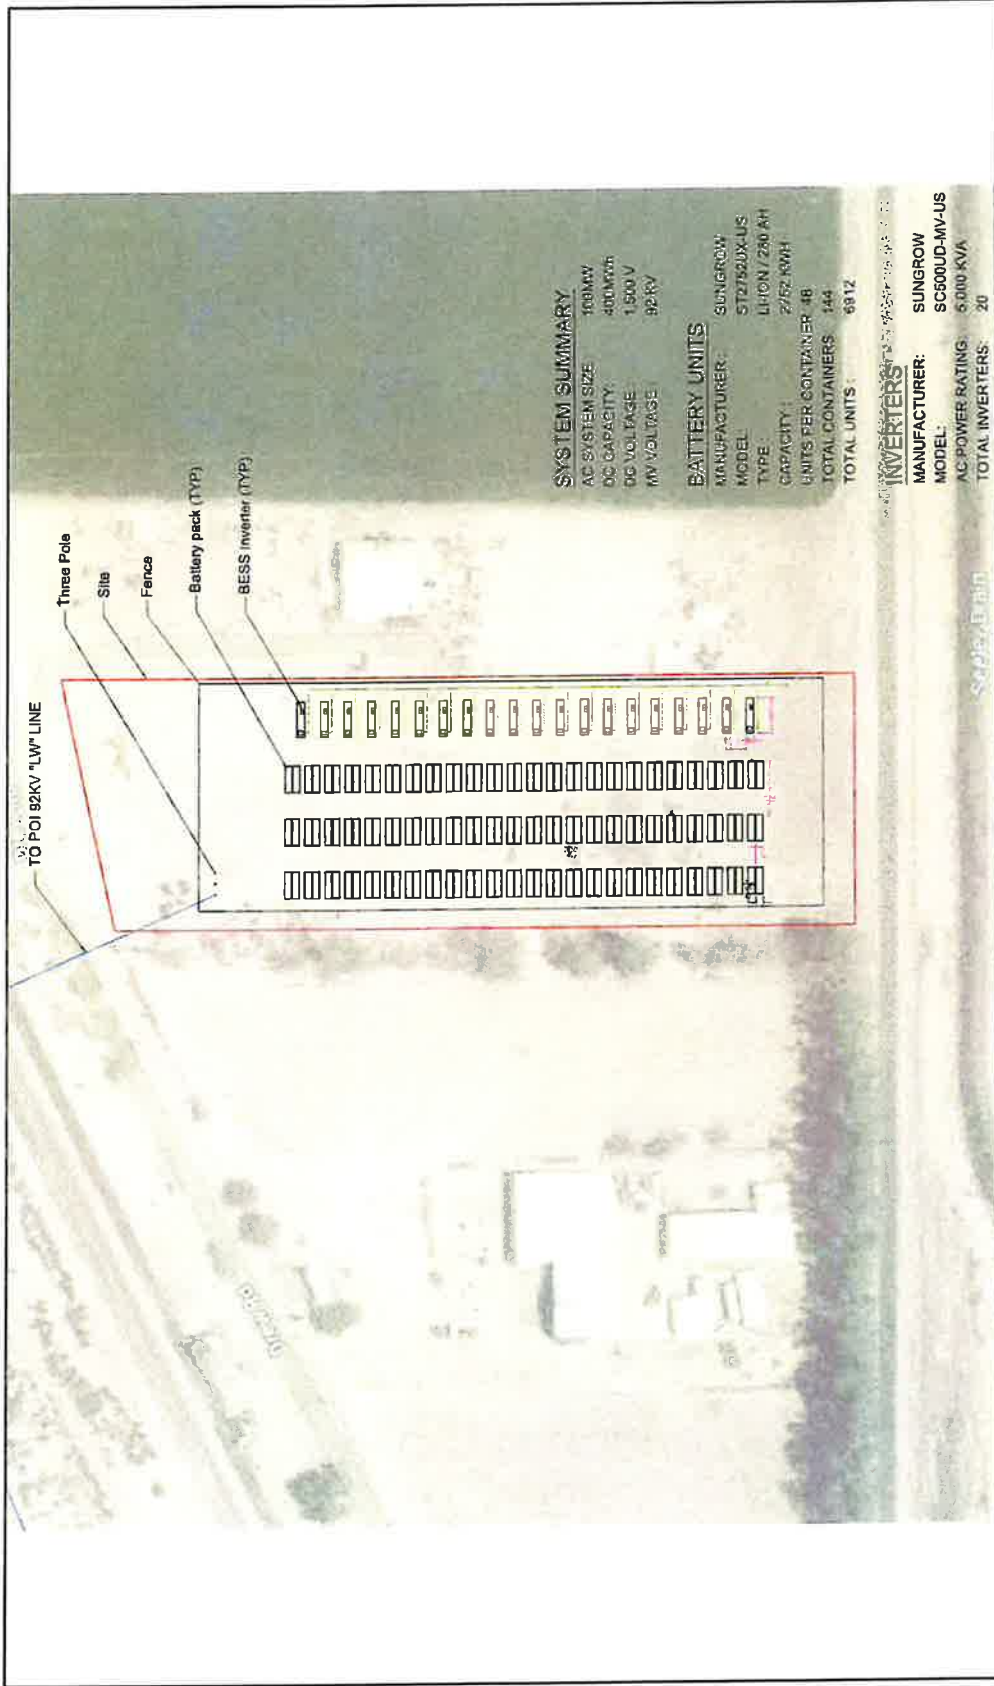 TO POI 92KV "LW" LINE
Three Pole
Site
Fence
Battery pack (TYP)
BESS Inverter (TYP)
SYSTEM SUMMARY
AC SYSTEM SIZE: 100MW
DC CAPACITY: 400MWh
DC VOLTAGE: 1,500 V
MV VOLTAGE: 92 KV
BATTERY UNITS
MANUFACTURER: SUNGROW
MODEL: ST2752UX-US
TYPE: LI-ION / 280 AH
CAPACITY: 2752 KWH
UNITS PER CONTAINER: 48
TOTAL CONTAINERS: 144
TOTAL UNITS: 6912
INVERTERS
MANUFACTURER: SUNGROW
MODEL: SC5000UD-MV-US
AC POWER RATING: 5,000 KVA
TOTAL INVERTERS: 20
Drew Rd